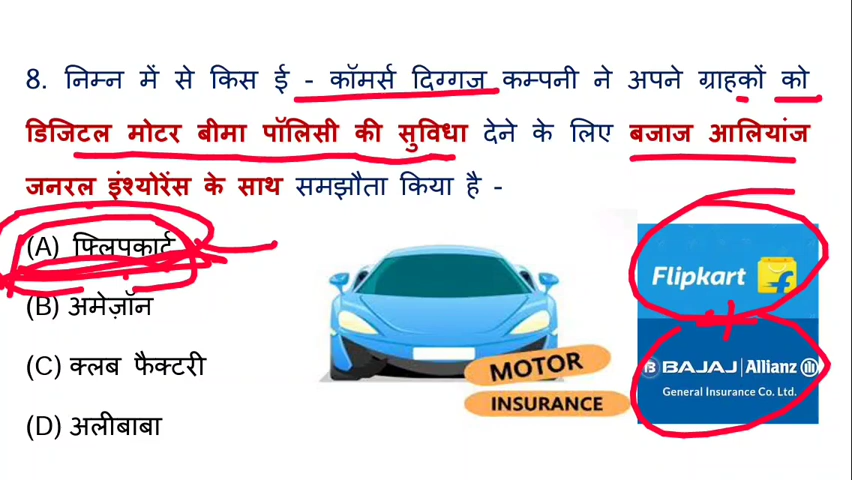 8. निम्न में से किस ई - कॉमर्स दिग्गज कम्पनी ने अपने ग्राहकों को
डिजिटल मोटर बीमा पॉलिसी की सुविधा देने के लिए बजाज आलियांज
जनरल इंश्योरेंस के साथ समझौता किया है -
(A) फ्लिपकार्ट
(B) अमेज़ॉन
(C) क्लब फैक्टरी
(D) अलीबाबा
MOTOR
INSURANCE
Flipkart
BAJAJ | Allianz
General Insurance Co. Ltd.